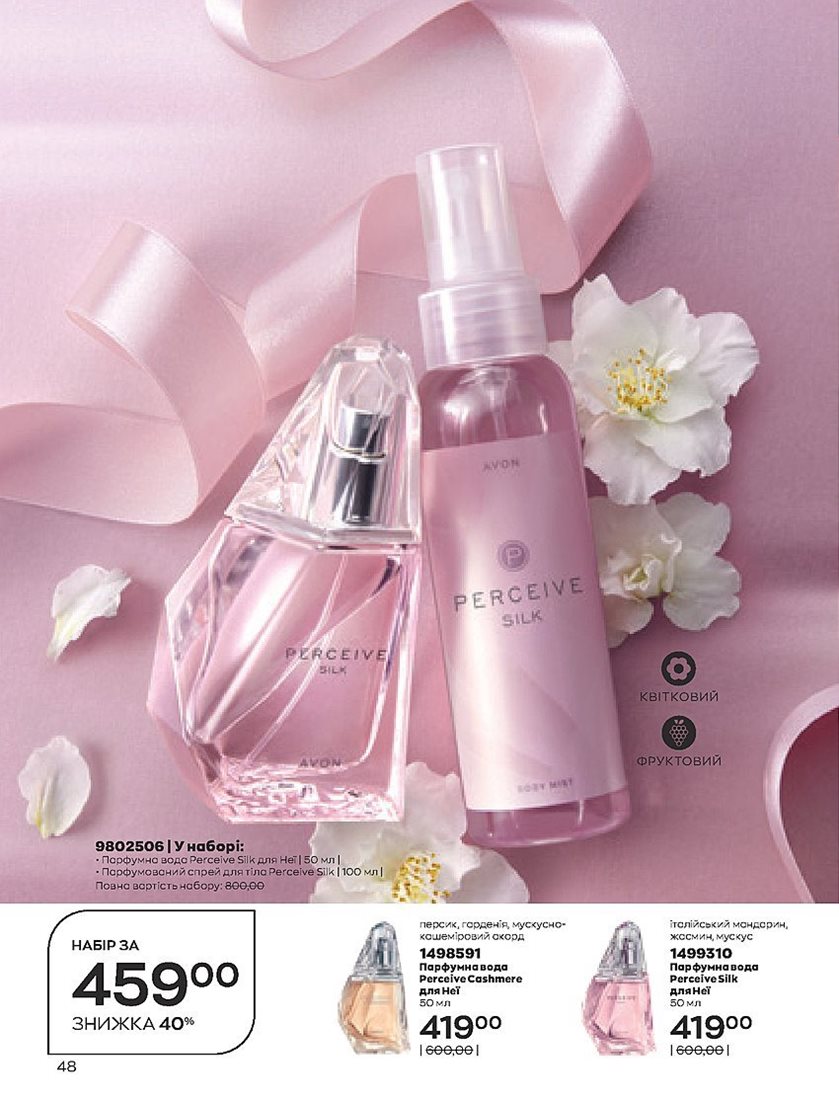 AVON
PERCEIVE
SILK
BODY MIST
PERCEIVE
SILK
AVON
КВІТКОВИЙ
ФРУКТОВИЙ
9802506 | У наборі:
• Парфумна вода Perceive Silk для Неї | 50 мл |
• Парфумований спрей для тіла Perceive Silk | 100 мл |
Повна вартість набору: 800,00
НАБІР ЗА
459⁰⁰
ЗНИЖКА 40%
персик, гарденія, мускусно-
кашеміровий акорд
1498591
Парфумна вода
Perceive Cashmere
для Неї
50 мл
419⁰⁰
| 600,00 |
італійський мандарин,
жасмин, мускус
1499310
Парфумна вода
Perceive Silk
для Неї
50 мл
419⁰⁰
| 600,00 |
PERCEIVE
48